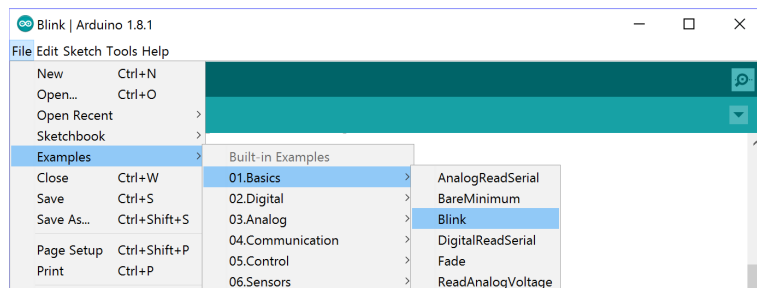 Blink | Arduino 1.8.1
File Edit Sketch Tools Help
New Ctrl+N
Open... Ctrl+O
Open Recent
Sketchbook
Examples
Close Ctrl+W
Save Ctrl+S
Save As... Ctrl+Shift+S
Page Setup Ctrl+Shift+P
Print Ctrl+P
Built-in Examples
01.Basics
02.Digital
03.Analog
04.Communication
05.Control
06.Sensors
AnalogReadSerial
BareMinimum
Blink
DigitalReadSerial
Fade
ReadAnalogVoltage